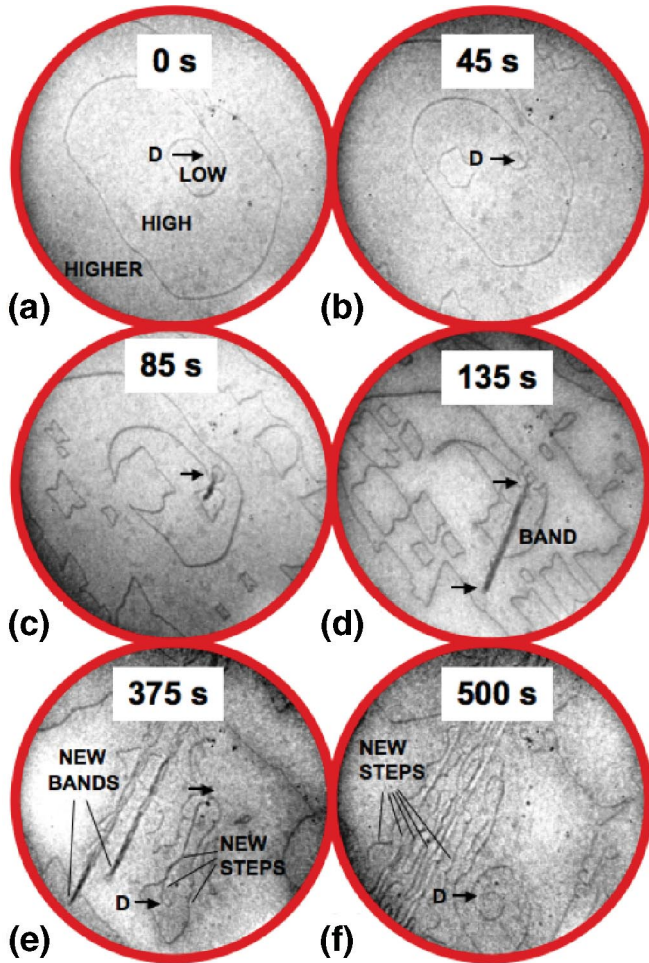 0 s
D
LOW
HIGH
HIGHER
(a)
45 s
D
(b)
85 s
(c)
135 s
BAND
(d)
375 s
NEW
BANDS
NEW
STEPS
D
(e)
500 s
NEW
STEPS
D
(f)